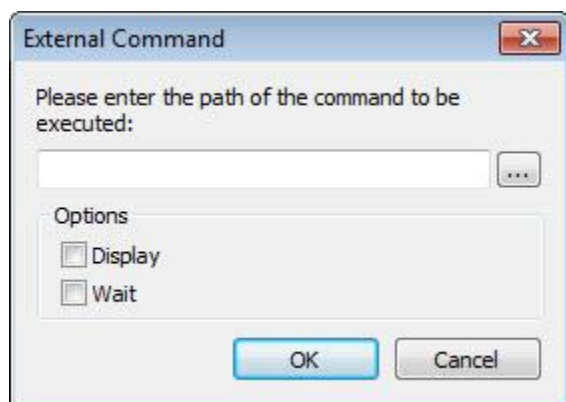 External Command
Please enter the path of the command to be
executed:
...
Options
Display
Wait
OK Cancel